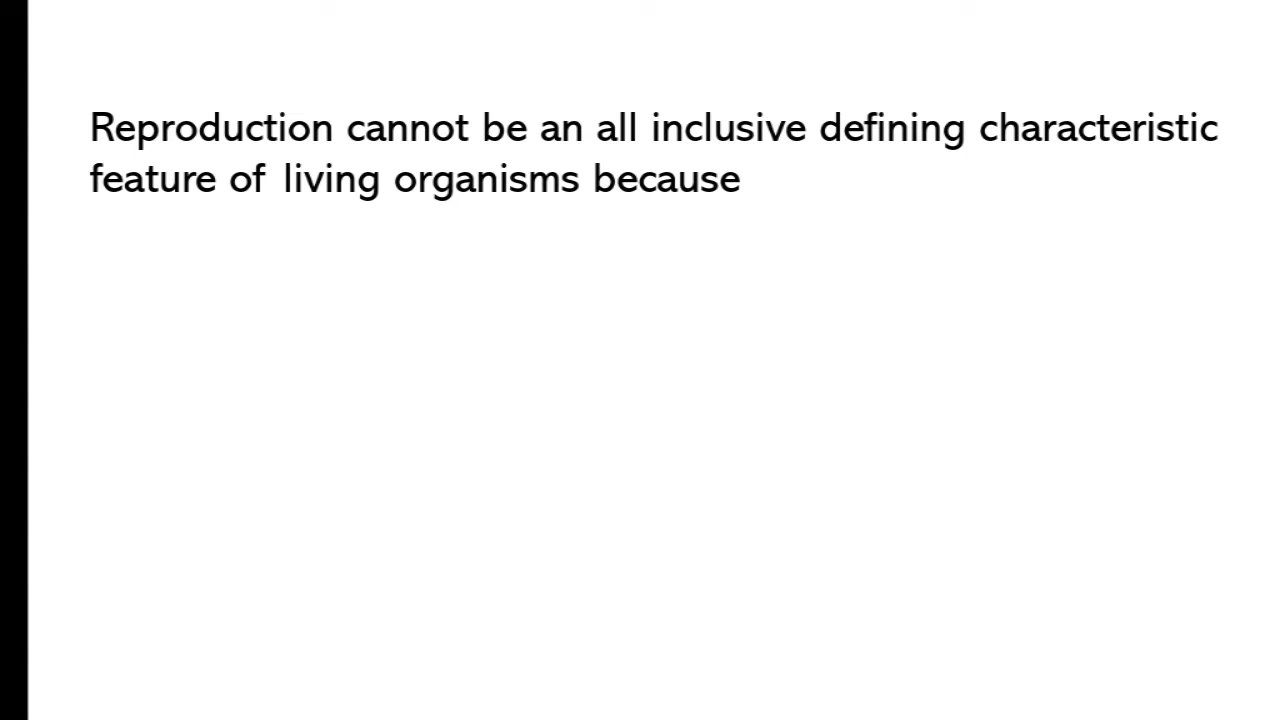 Reproduction cannot be an all inclusive defining characteristic
feature of living organisms because